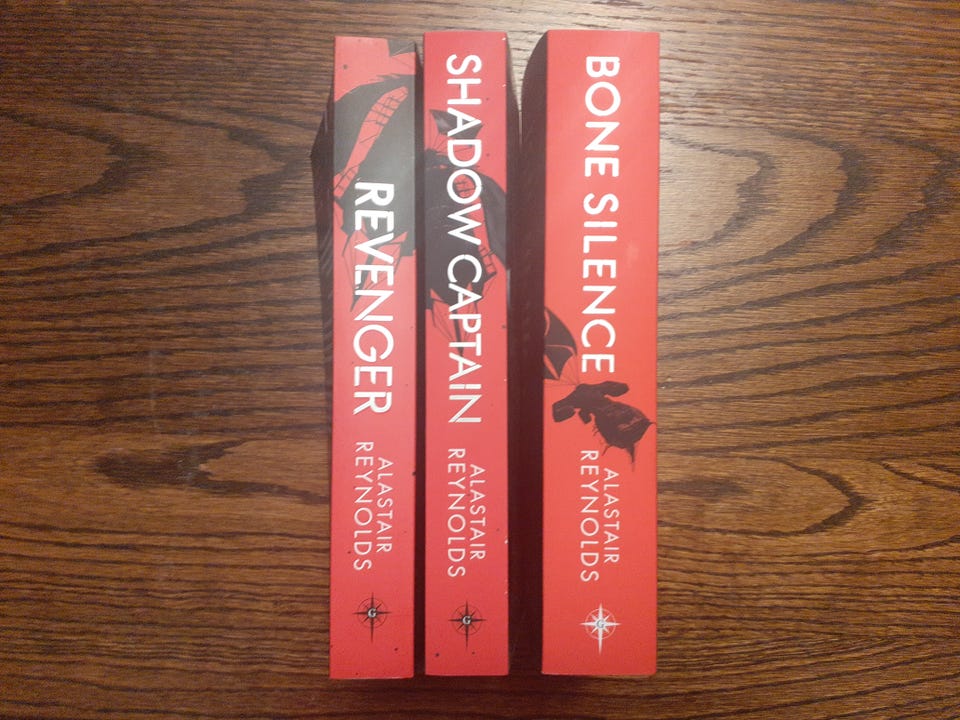 REVENGER
ALASTAIR
REYNOLDS
G
SHADOW CAPTAIN
ALASTAIR
REYNOLDS
G
BONE SILENCE
ALASTAIR
REYNOLDS
G